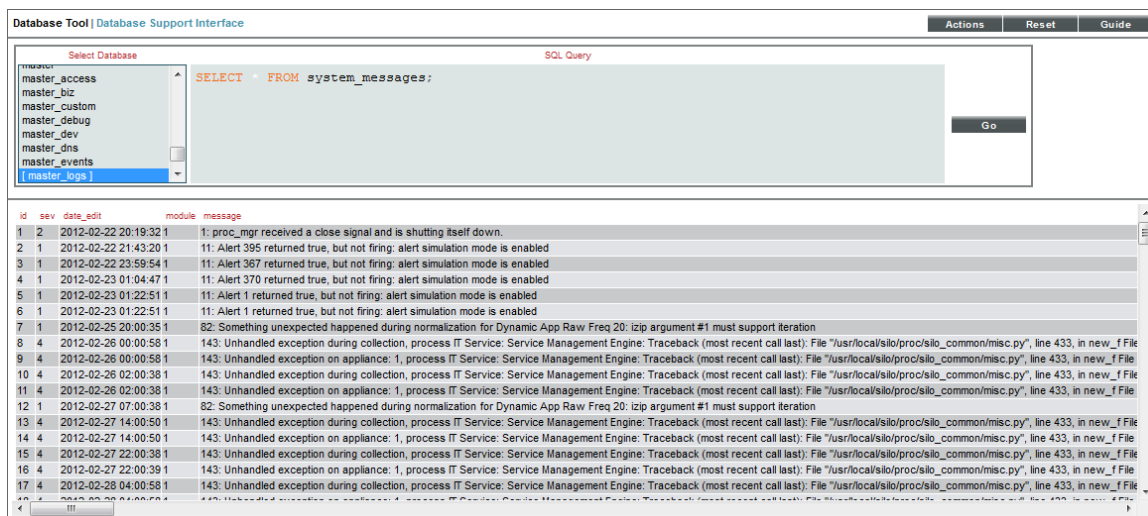 Database Tool | Database Support Interface
Actions Reset Guide
Select Database
SQL Query
master
master_access
master_biz
master_custom
master_debug
master_dev
master_dns
master_events
[ master_logs ]
SELECT * FROM system_messages;
Go
id sev date_edit module message
1 2 2012-02-22 20:19:32 1 1: proc_mgr received a close signal and is shutting itself down.
2 1 2012-02-22 21:43:20 1 11: Alert 395 returned true, but not firing: alert simulation mode is enabled
3 1 2012-02-22 23:59:54 1 11: Alert 367 returned true, but not firing: alert simulation mode is enabled
4 1 2012-02-23 01:04:47 1 11: Alert 370 returned true, but not firing: alert simulation mode is enabled
5 1 2012-02-23 01:22:51 1 11: Alert 1 returned true, but not firing: alert simulation mode is enabled
6 1 2012-02-23 01:22:51 1 11: Alert 1 returned true, but not firing: alert simulation mode is enabled
7 1 2012-02-25 20:00:35 1 82: Something unexpected happened during normalization for Dynamic App Raw Freq 20: izip argument #1 must support iteration
8 4 2012-02-26 00:00:58 1 143: Unhandled exception during collection, process IT Service: Service Management Engine: Traceback (most recent call last): File "/usr/local/silo/proc/silo_common/misc.py", line 433, in new_f File
9 4 2012-02-26 00:00:58 1 143: Unhandled exception on appliance: 1, process IT Service: Service Management Engine: Traceback (most recent call last): File "/usr/local/silo/proc/silo_common/misc.py", line 433, in new_f File
10 4 2012-02-26 02:00:38 1 143: Unhandled exception during collection, process IT Service: Service Management Engine: Traceback (most recent call last): File "/usr/local/silo/proc/silo_common/misc.py", line 433, in new_f File
11 4 2012-02-26 02:00:38 1 143: Unhandled exception on appliance: 1, process IT Service: Service Management Engine: Traceback (most recent call last): File "/usr/local/silo/proc/silo_common/misc.py", line 433, in new_f File
12 1 2012-02-27 07:00:38 1 82: Something unexpected happened during normalization for Dynamic App Raw Freq 20: izip argument #1 must support iteration
13 4 2012-02-27 14:00:50 1 143: Unhandled exception during collection, process IT Service: Service Management Engine: Traceback (most recent call last): File "/usr/local/silo/proc/silo_common/misc.py", line 433, in new_f File
14 4 2012-02-27 14:00:50 1 143: Unhandled exception on appliance: 1, process IT Service: Service Management Engine: Traceback (most recent call last): File "/usr/local/silo/proc/silo_common/misc.py", line 433, in new_f File
15 4 2012-02-27 22:00:38 1 143: Unhandled exception during collection, process IT Service: Service Management Engine: Traceback (most recent call last): File "/usr/local/silo/proc/silo_common/misc.py", line 433, in new_f File
16 4 2012-02-27 22:00:39 1 143: Unhandled exception on appliance: 1, process IT Service: Service Management Engine: Traceback (most recent call last): File "/usr/local/silo/proc/silo_common/misc.py", line 433, in new_f File
17 4 2012-02-28 04:00:58 1 143: Unhandled exception during collection, process IT Service: Service Management Engine: Traceback (most recent call last): File "/usr/local/silo/proc/silo_common/misc.py", line 433, in new_f File